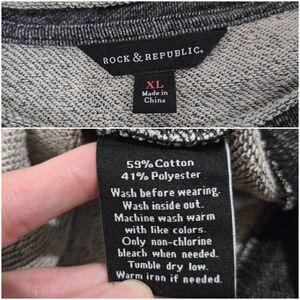 ROCK & REPUBLIC®
XL
Made in
China
59% Cotton
41% Polyester
Wash before wearing.
Wash inside out.
Machine wash warm
with like colors.
Only non-chlorine
bleach when needed.
Tumble dry low.
Warm iron if needed.